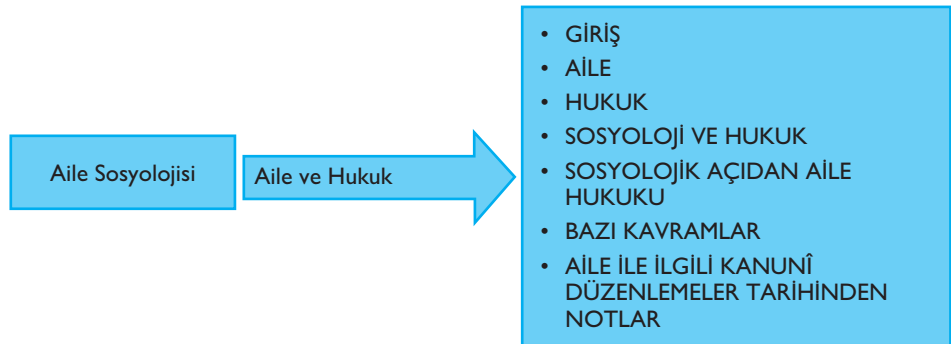 Aile Sosyolojisi
Aile ve Hukuk
• GİRİŞ
• AİLE
• HUKUK
• SOSYOLOJİ VE HUKUK
• SOSYOLOJİK AÇIDAN AİLE
HUKUKU
• BAZI KAVRAMLAR
• AİLE İLE İLGİLİ KANUNÎ
DÜZENLEMELER TARİHİNDEN
NOTLAR